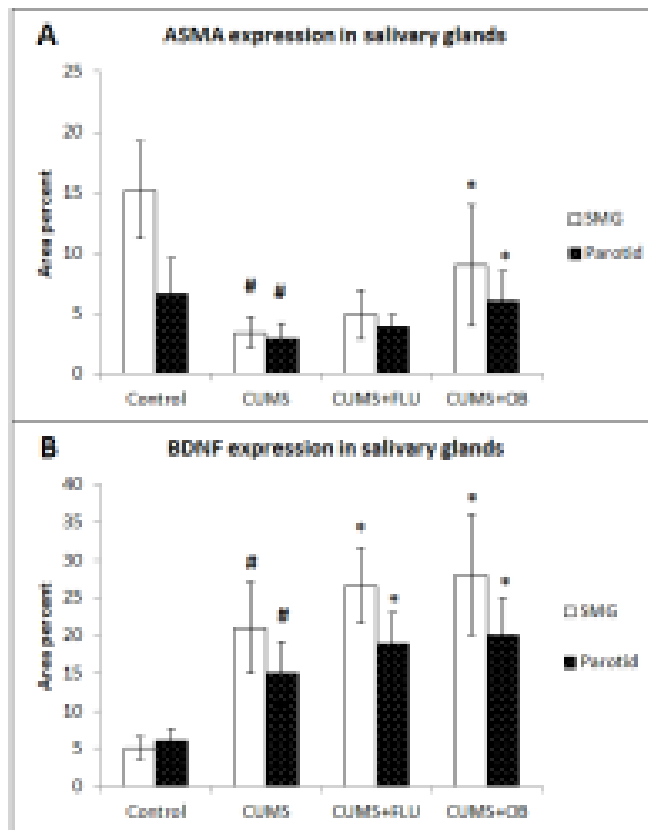 A
ASMA expression in salivary glands
25
20
15
10
5
0
Area percent
*
*
# #
SMG
Parotid
Control CUMS CUMS+FLU CUMS+OB
B
BDNF expression in salivary glands
40
35
30
25
20
15
10
5
0
Area percent
*
*
#
*
*
#
SMG
Parotid
Control CUMS CUMS+FLU CUMS+OB